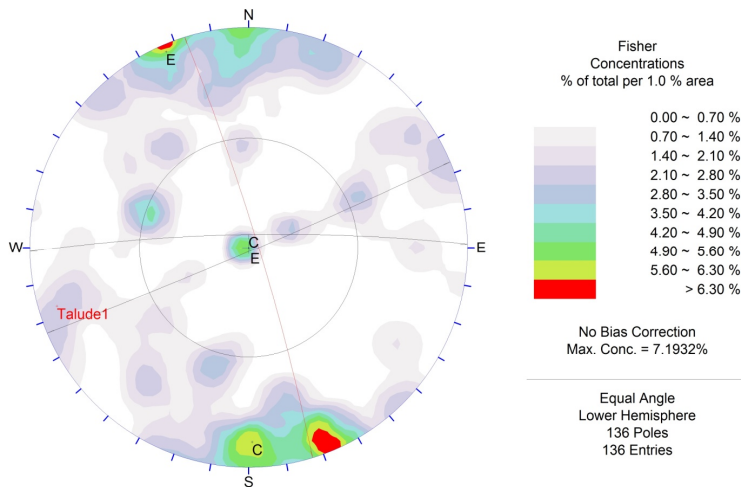 N
E
W
C
E
E
Talude1
C
S
Fisher
Concentrations
% of total per 1.0 % area
0.00 ~ 0.70 %
0.70 ~ 1.40 %
1.40 ~ 2.10 %
2.10 ~ 2.80 %
2.80 ~ 3.50 %
3.50 ~ 4.20 %
4.20 ~ 4.90 %
4.90 ~ 5.60 %
5.60 ~ 6.30 %
> 6.30 %
No Bias Correction
Max. Conc. = 7.1932%
Equal Angle
Lower Hemisphere
136 Poles
136 Entries